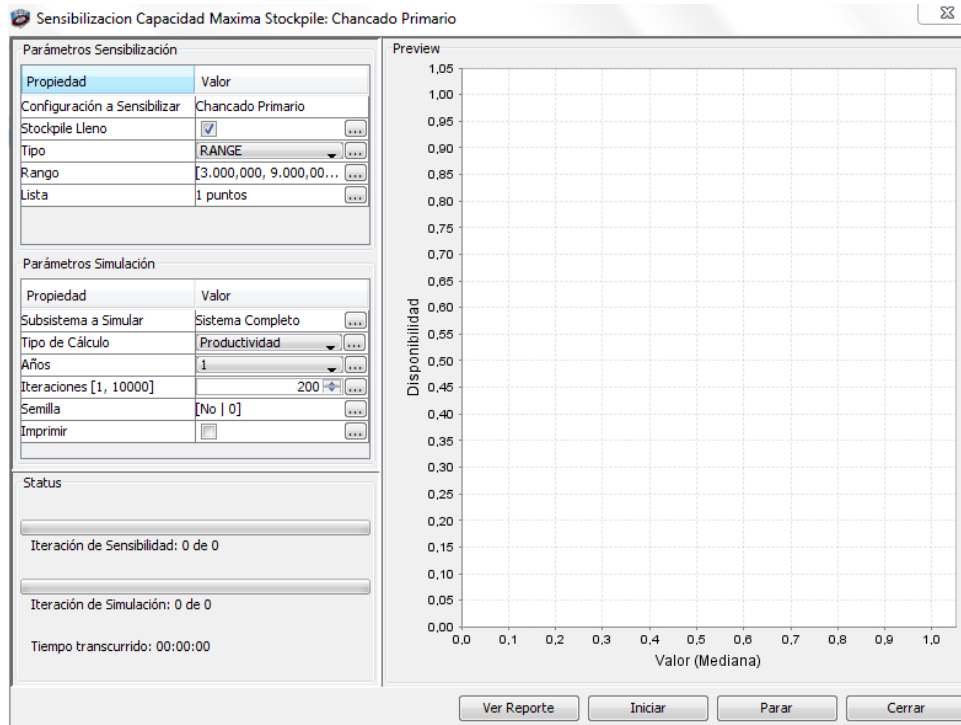 Sensibilizacion Capacidad Maxima Stockpile: Chancado Primario
Parámetros Sensibilización
Propiedad Valor
Configuración a Sensibilizar Chancado Primario
Stockpile Lleno ...
Tipo RANGE ...
Rango [3.000,000, 9.000,00... ...
Lista 1 puntos ...
Parámetros Simulación
Propiedad Valor
Subsistema a Simular Sistema Completo ...
Tipo de Cálculo Productividad ...
Años 1 ...
Iteraciones [1, 10000] 200 ...
Semilla [No | 0] ...
Imprimir ...
Status
Iteración de Sensibilidad: 0 de 0
Iteración de Simulación: 0 de 0
Tiempo transcurrido: 00:00:00
Preview
1,05
1,00
0,95
0,90
0,85
0,80
0,75
0,70
0,65
0,60
0,55
0,50
0,45
0,40
0,35
0,30
0,25
0,20
0,15
0,10
0,05
0,00
Disponibilidad
0,0 0,1 0,2 0,3 0,4 0,5 0,6 0,7 0,8 0,9 1,0
Valor (Mediana)
Ver Reporte Iniciar Parar Cerrar